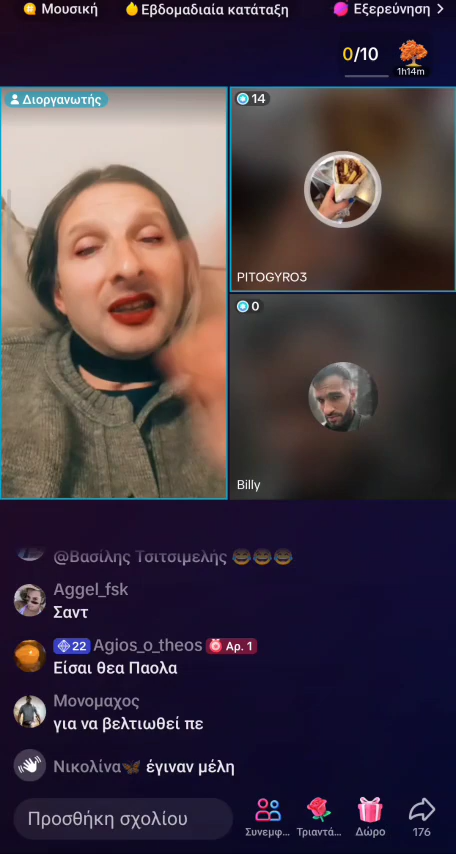 Μουσική
Εβδομαδιαία κατάταξη
Εξερεύνηση
0/10
1h14m
Διοργανωτής
14
PITOGYRO3
0
Billy
@Βασίλης Τσιτσιμελής 😂😂😂
Aggel_fsk
Σαντ
22 Agios_o_theos Αρ. 1
Είσαι θεα Παολα
Μονομαχος
για να βελτιωθεί πε
Νικολίνα🦋 έγιναν μέλη
Προσθήκη σχολίου
Συνεμφ...
Τριαντά...
Δώρο
176